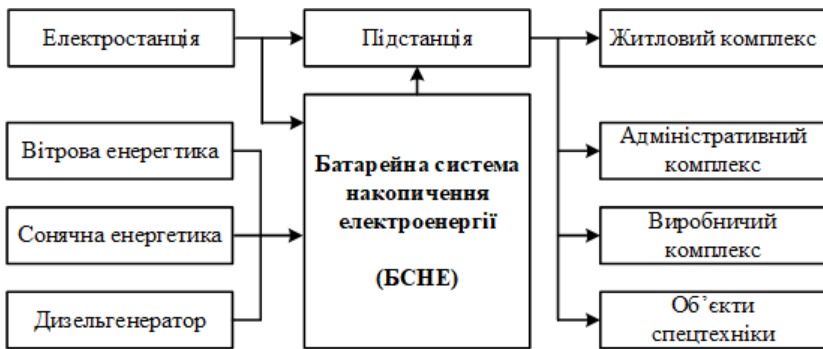 Електростанція
Підстанція
Житловий комплекс
Вітрова енерегтика
Сонячна енергетика
Дизельгенератор
Батарейна система
накопичення
електроенергії
(БСНЕ)
Адміністративний
комплекс
Виробничий
комплекс
Об’єкти
спецтехніки